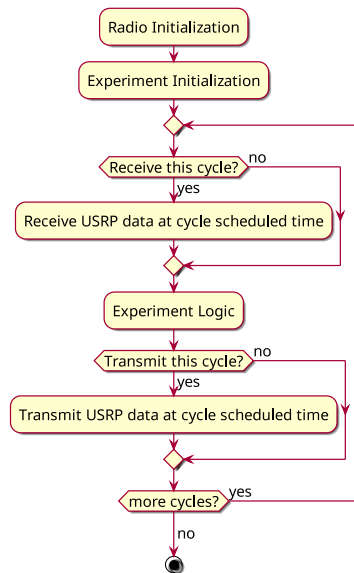 Radio Initialization
Experiment Initialization
Receive this cycle?
no
yes
Receive USRP data at cycle scheduled time
Experiment Logic
Transmit this cycle?
no
yes
Transmit USRP data at cycle scheduled time
more cycles?
yes
no